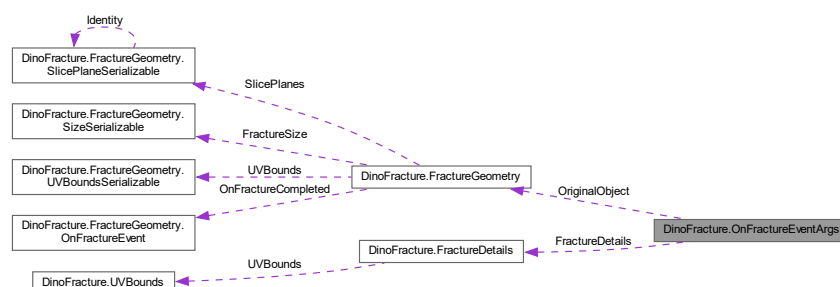 Identity
DinoFracture.FractureGeometry.
SlicePlaneSerializable
SlicePlanes
DinoFracture.FractureGeometry.
SizeSerializable
FractureSize
DinoFracture.FractureGeometry.
UVBoundsSerializable
UVBounds
DinoFracture.FractureGeometry
OnFractureCompleted
OriginalObject
DinoFracture.FractureGeometry.
OnFractureEvent
DinoFracture.OnFractureEventArgs
FractureDetails
DinoFracture.FractureDetails
UVBounds
DinoFracture.UVBounds